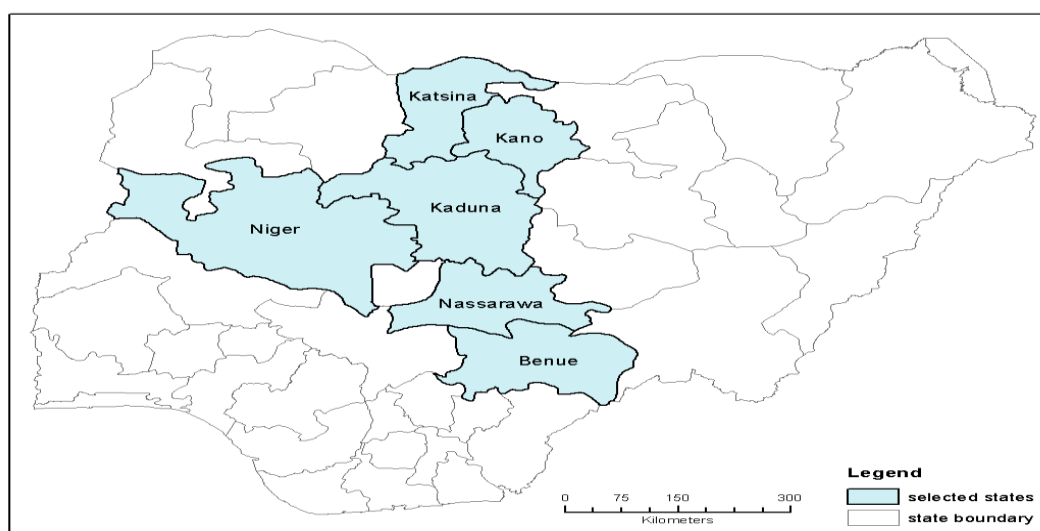 Katsina
Kano
Kaduna
Niger
Nassarawa
Benue
Legend
selected states
state boundary
0 75 150 300
Kilometers